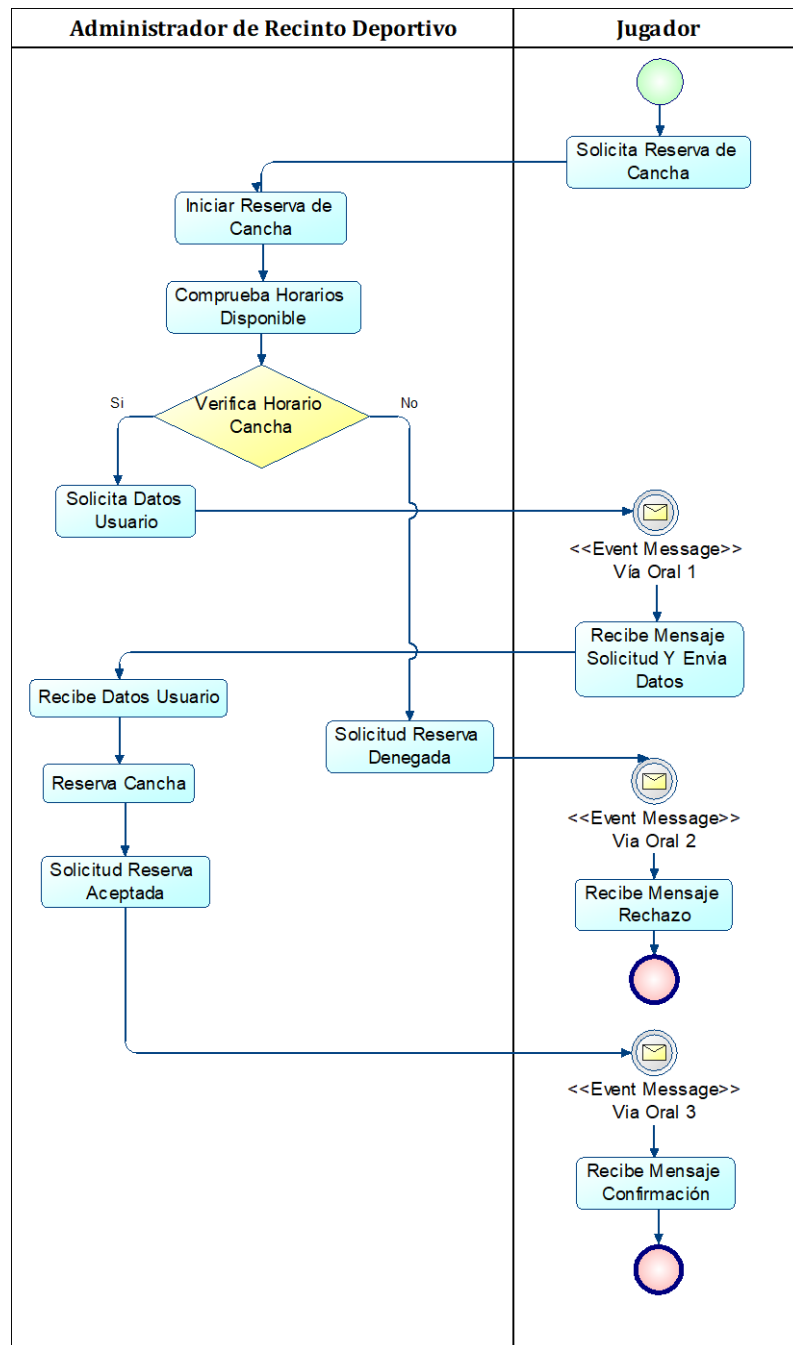 Administrador de Recinto Deportivo
Jugador
Solicita Reserva de
Cancha
Iniciar Reserva de
Cancha
Comprueba Horarios
Disponible
Verifica Horario
Cancha
Si
No
Solicita Datos
Usuario
<<Event Message>>
Vía Oral 1
Recibe Mensaje
Solicitud Y Envia
Datos
Recibe Datos Usuario
Solicitud Reserva
Denegada
Reserva Cancha
<<Event Message>>
Via Oral 2
Solicitud Reserva
Aceptada
Recibe Mensaje
Rechazo
<<Event Message>>
Via Oral 3
Recibe Mensaje
Confirmación